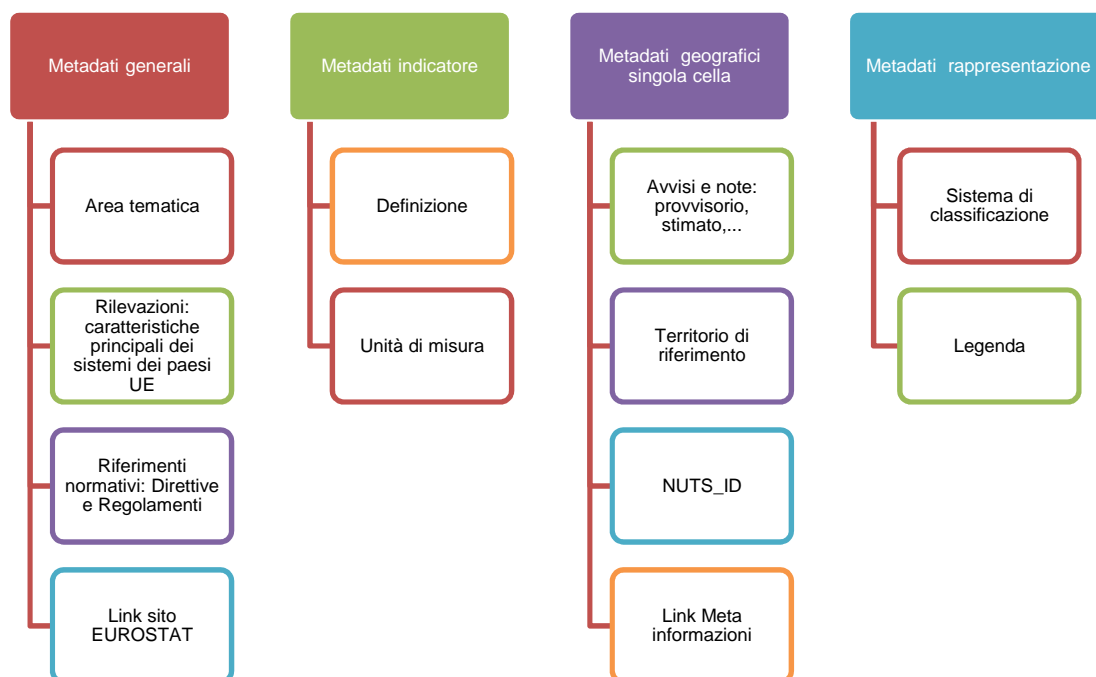 Metadati generali
Area tematica
Rilevazioni:
caratteristiche
principali dei
sistemi dei paesi
UE
Riferimenti
normativi: Direttive
e Regolamenti
Link sito
EUROSTAT
Metadati indicatore
Definizione
Unità di misura
Metadati geografici
singola cella
Avvisi e note:
provvisorio,
stimato,...
Territorio di
riferimento
NUTS_ID
Link Meta
informazioni
Metadati rappresentazione
Sistema di
classificazione
Legenda